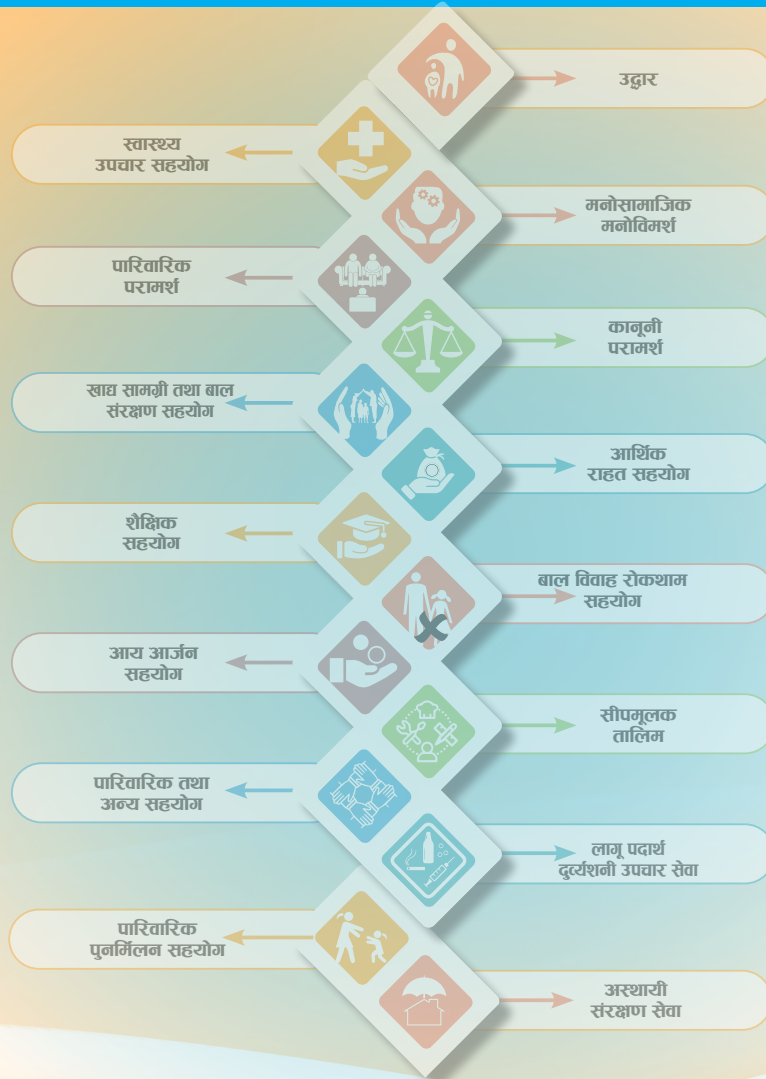 उद्धार
स्वास्थ्य
उपचार सहयोग
मनोसामाजिक
मनोविमर्श
पारिवारिक
परामर्श
कानूनी
परामर्श
खाद्य सामग्री तथा बाल
संरक्षण सहयोग
आर्थिक
राहत सहयोग
शैक्षिक
सहयोग
बाल विवाह रोकथाम
सहयोग
आय आर्जन
सहयोग
सीपमूलक
तालिम
पारिवारिक तथा
अन्य सहयोग
लागू पदार्थ
दुर्व्यशनी उपचार सेवा
पारिवारिक
पुनर्मिलन सहयोग
अस्थायी
संरक्षण सेवा